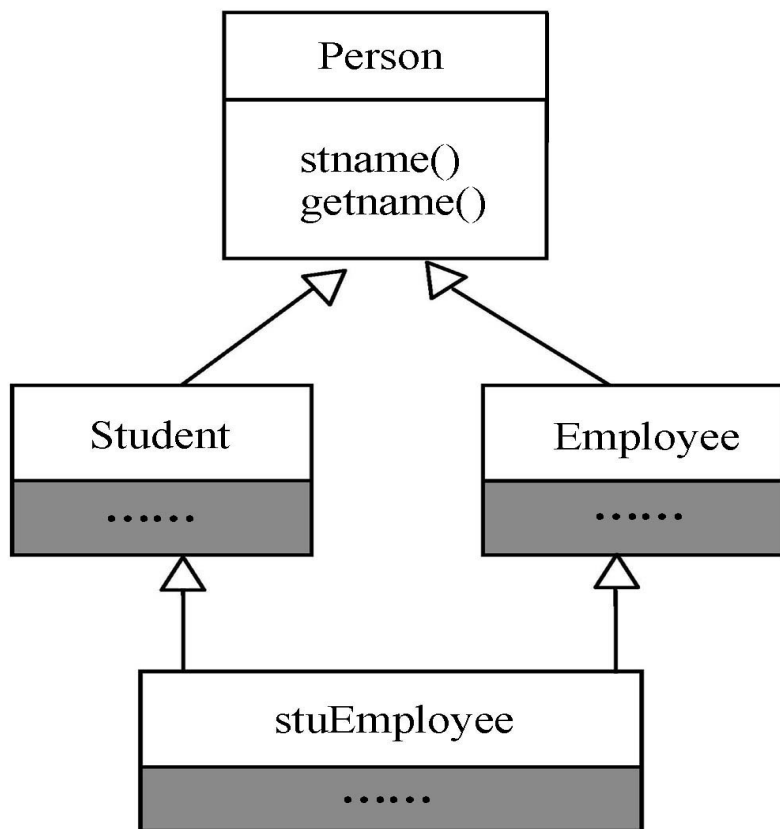 Person
stname()
getname()
Student
Employee
......
......
stuEmployee
......